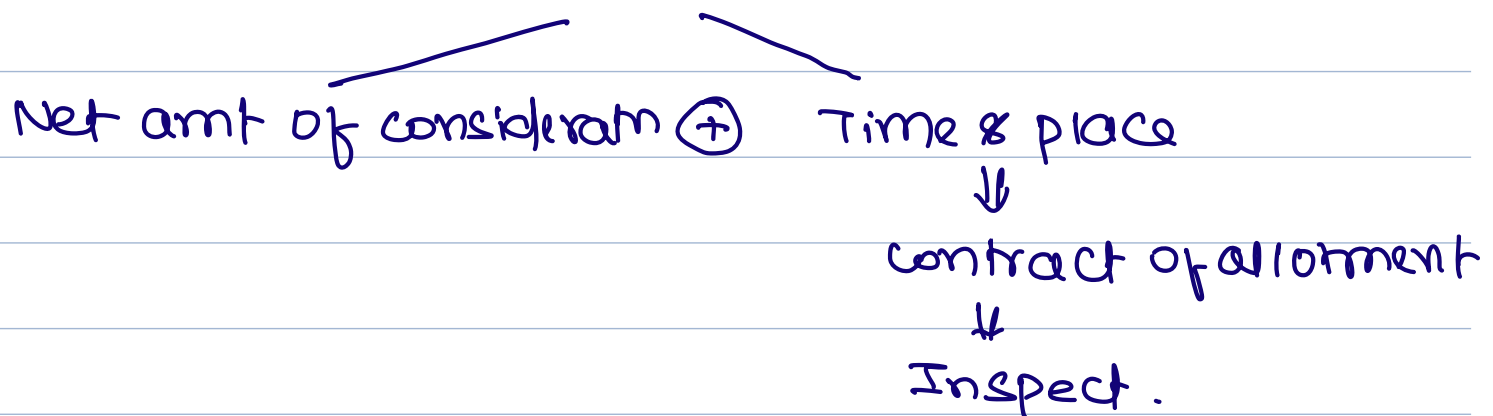 Net amt of consideratn ⊕ Time & place
⇓
contract of allotment
⇓
Inspect.